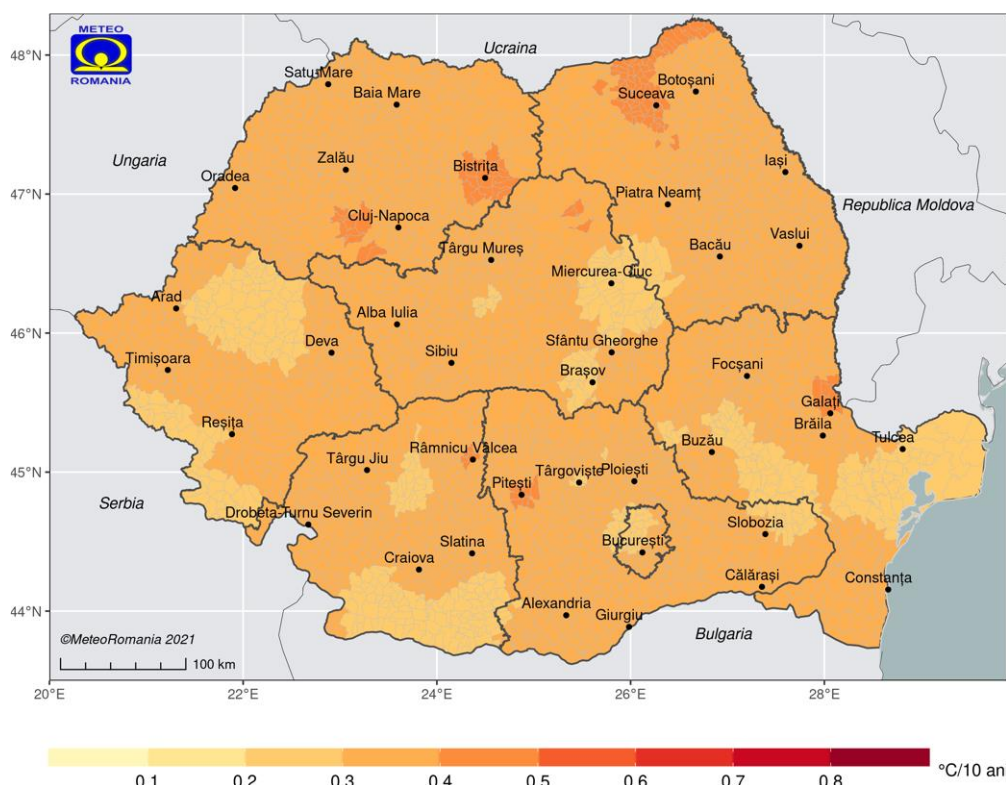 METEO
ROMANIA
48°N
47°N
46°N
45°N
44°N
Ucraina
Ungaria
Republica Moldova
Serbia
Bulgaria
Satu Mare
Baia Mare
Botoșani
Suceava
Zalău
Bistrița
Iași
Oradea
Piatra Neamț
Cluj-Napoca
Târgu Mureș
Vaslui
Bacău
Miercurea-Ciuc
Arad
Alba Iulia
Deva
Sibiu
Sfântu Gheorghe
Timișoara
Brașov
Focșani
Galați
Brăila
Reșița
Tulcea
Buzău
Râmnicu Vâlcea
Târgu Jiu
Târgoviște
Ploiești
Pitești
Drobeta-Turnu Severin
Slobozia
București
Slatina
Craiova
Călărași
Constanța
Alexandria
Giurgiu
©MeteoRomania 2021
100 km
20°E 22°E 24°E 26°E 28°E
°C/10 an
0.1 0.2 0.3 0.4 0.5 0.6 0.7 0.8